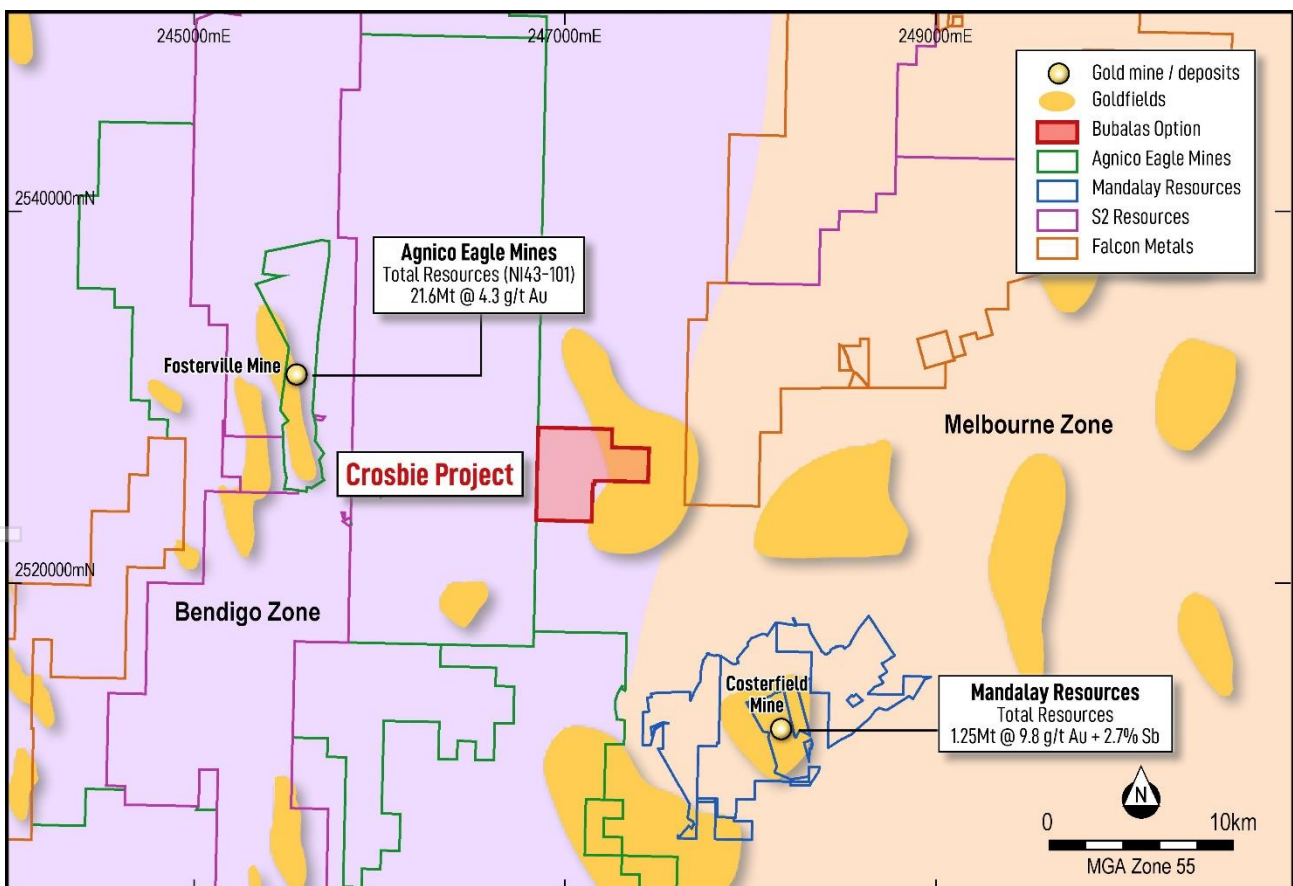 245000mE
247000mE
249000mE
Gold mine / deposits
Goldfields
Bubalas Option
Agnico Eagle Mines
Mandalay Resources
S2 Resources
Falcon Metals
2540000mN
Agnico Eagle Mines
Total Resources (NI43-101)
21.6Mt @ 4.3 g/t Au
Fosterville Mine
Melbourne Zone
Crosbie Project
2520000mN
Bendigo Zone
Costerfield
Mine
Mandalay Resources
Total Resources
1.25Mt @ 9.8 g/t Au + 2.7% Sb
N
0 10km
MGA Zone 55